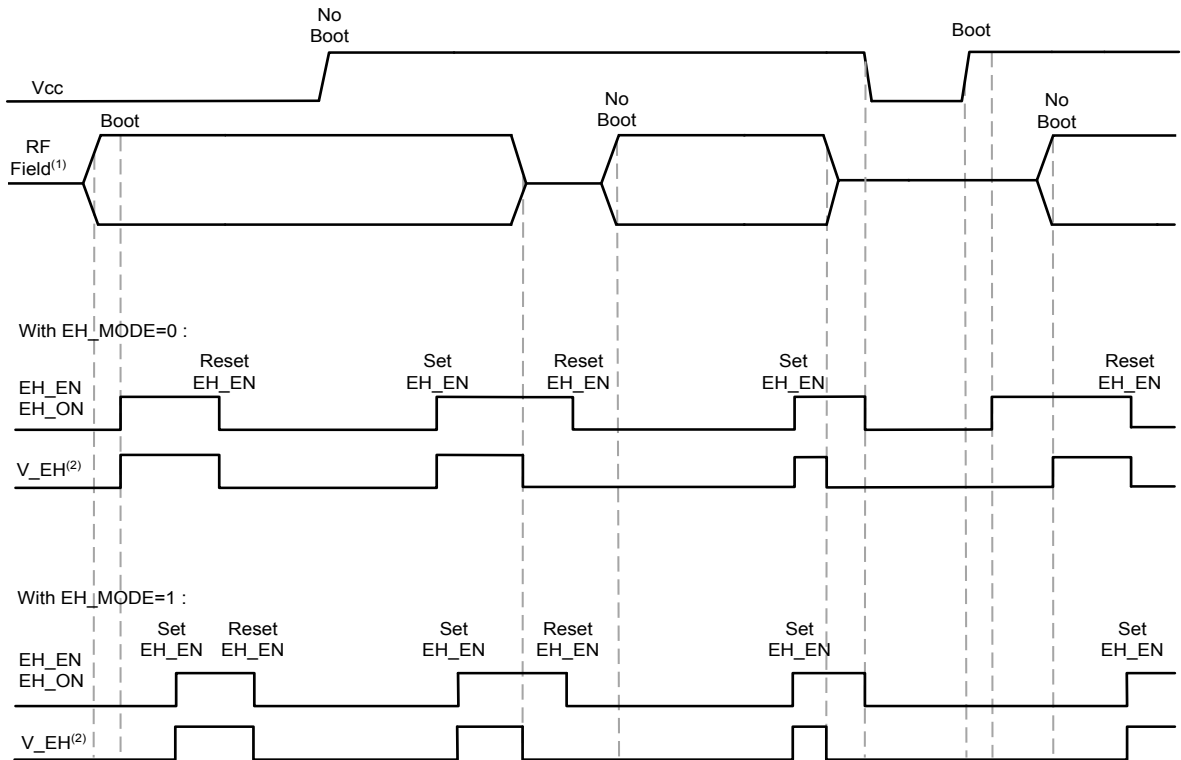 No
Boot
Boot
Vcc
No
Boot
Boot
No
Boot
RF
Field(1)
With EH_MODE=0 :
Reset
EH_EN
Set
EH_EN
Reset
EH_EN
Set
EH_EN
Reset
EH_EN
EH_EN
EH_ON
V_EH(2)
With EH_MODE=1 :
Set
EH_EN
Reset
EH_EN
Set
EH_EN
Reset
EH_EN
Set
EH_EN
Set
EH_EN
EH_EN
EH_ON
V_EH(2)